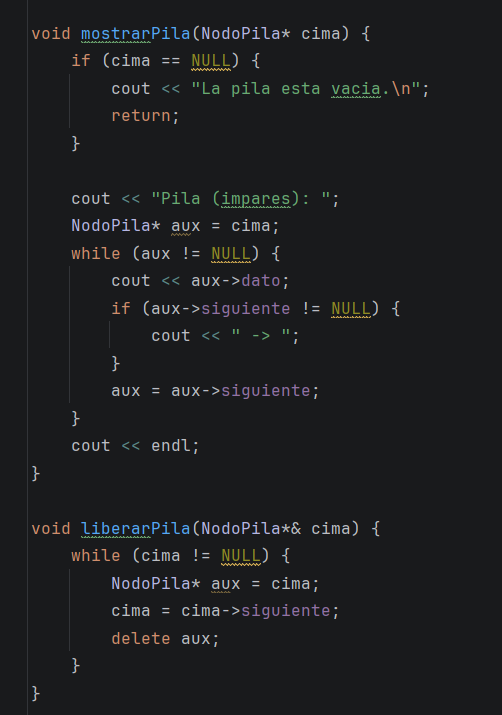 void mostrarPila(NodoPila* cima) {
    if (cima == NULL) {
        cout << "La pila esta vacia.\n";
        return;
    }

    cout << "Pila (impares): ";
    NodoPila* aux = cima;
    while (aux != NULL) {
        cout << aux->dato;
        if (aux->siguiente != NULL) {
            cout << " -> ";
        }
        aux = aux->siguiente;
    }
    cout << endl;
}

void liberarPila(NodoPila*& cima) {
    while (cima != NULL) {
        NodoPila* aux = cima;
        cima = cima->siguiente;
        delete aux;
    }
}